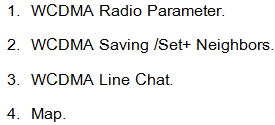 1. WCDMA Radio Parameter.
2. WCDMA Saving /Set+ Neighbors.
3. WCDMA Line Chat.
4. Map.